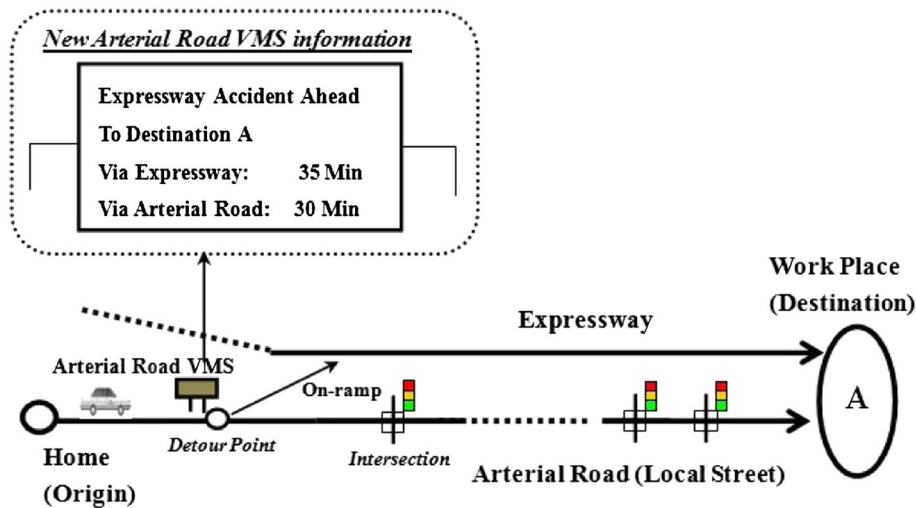 New Arterial Road VMS information
Expressway Accident Ahead
To Destination A
Via Expressway: 35 Min
Via Arterial Road: 30 Min
Work Place
(Destination)
Expressway
Arterial Road VMS
On-ramp
A
Detour Point
Intersection
Home
(Origin)
Arterial Road (Local Street)